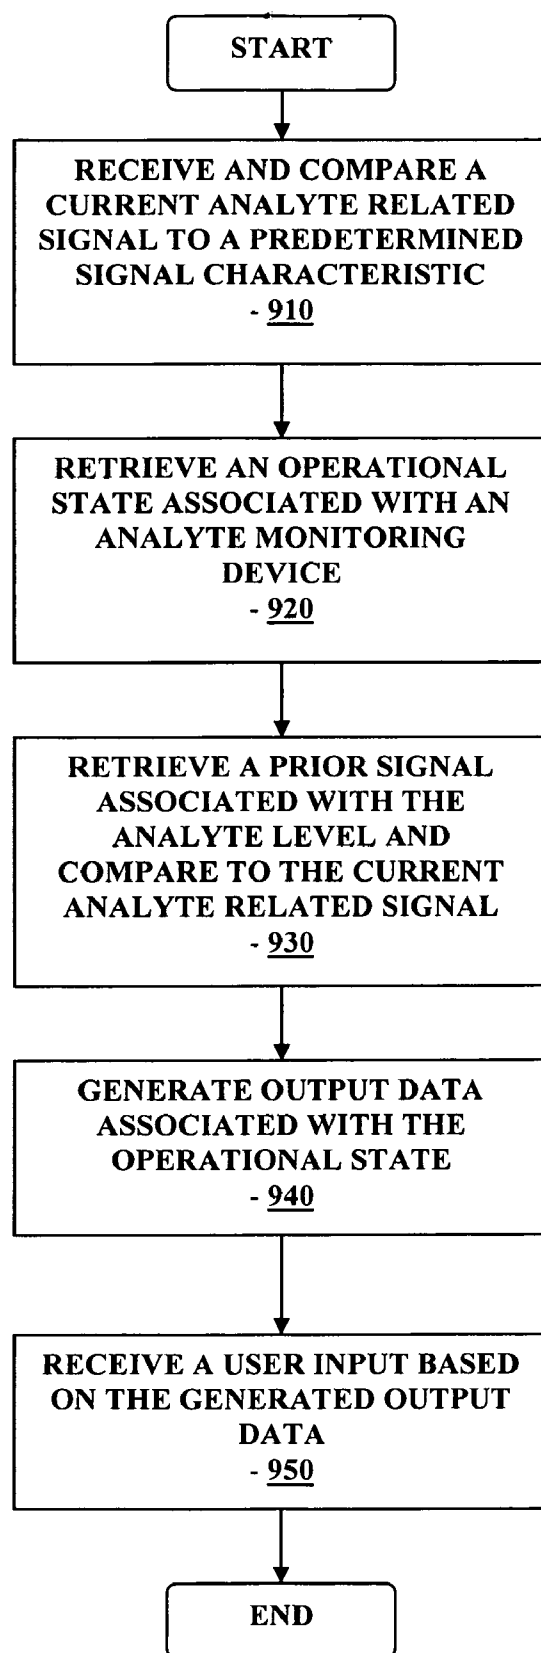 START
RECEIVE AND COMPARE A
CURRENT ANALYTE RELATED
SIGNAL TO A PREDETERMINED
SIGNAL CHARACTERISTIC
- 910
RETRIEVE AN OPERATIONAL
STATE ASSOCIATED WITH AN
ANALYTE MONITORING
DEVICE
- 920
RETRIEVE A PRIOR SIGNAL
ASSOCIATED WITH THE
ANALYTE LEVEL AND
COMPARE TO THE CURRENT
ANALYTE RELATED SIGNAL
- 930
GENERATE OUTPUT DATA
ASSOCIATED WITH THE
OPERATIONAL STATE
- 940
RECEIVE A USER INPUT BASED
ON THE GENERATED OUTPUT
DATA
- 950
END